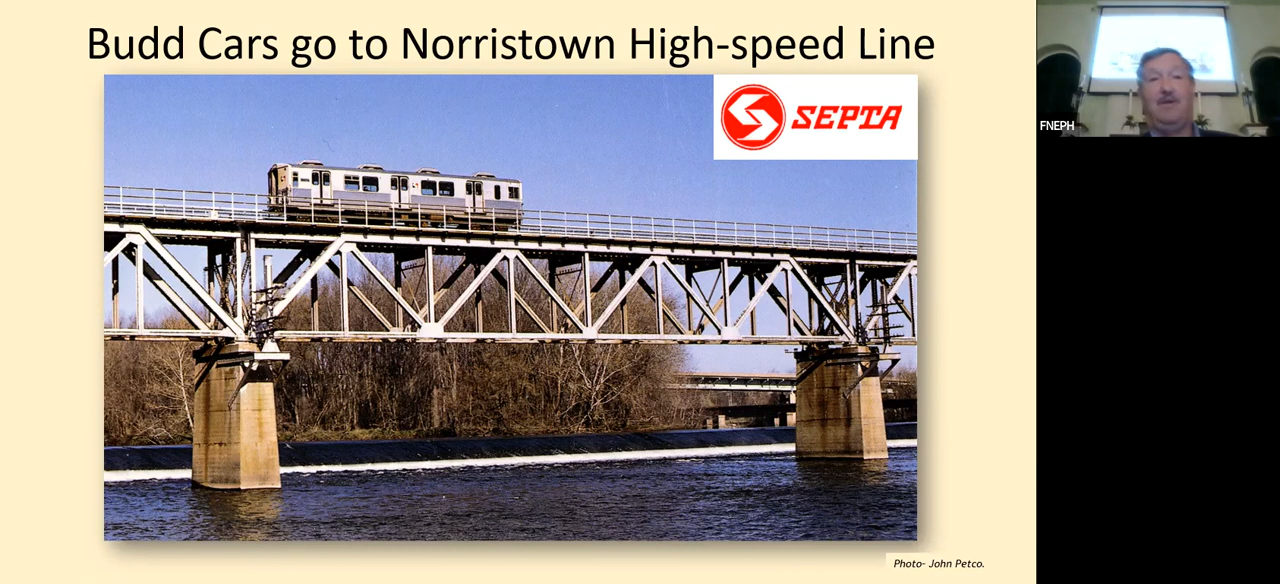 Budd Cars go to Norristown High-speed Line
SEPTA
FNEPH
Photo- John Petco.